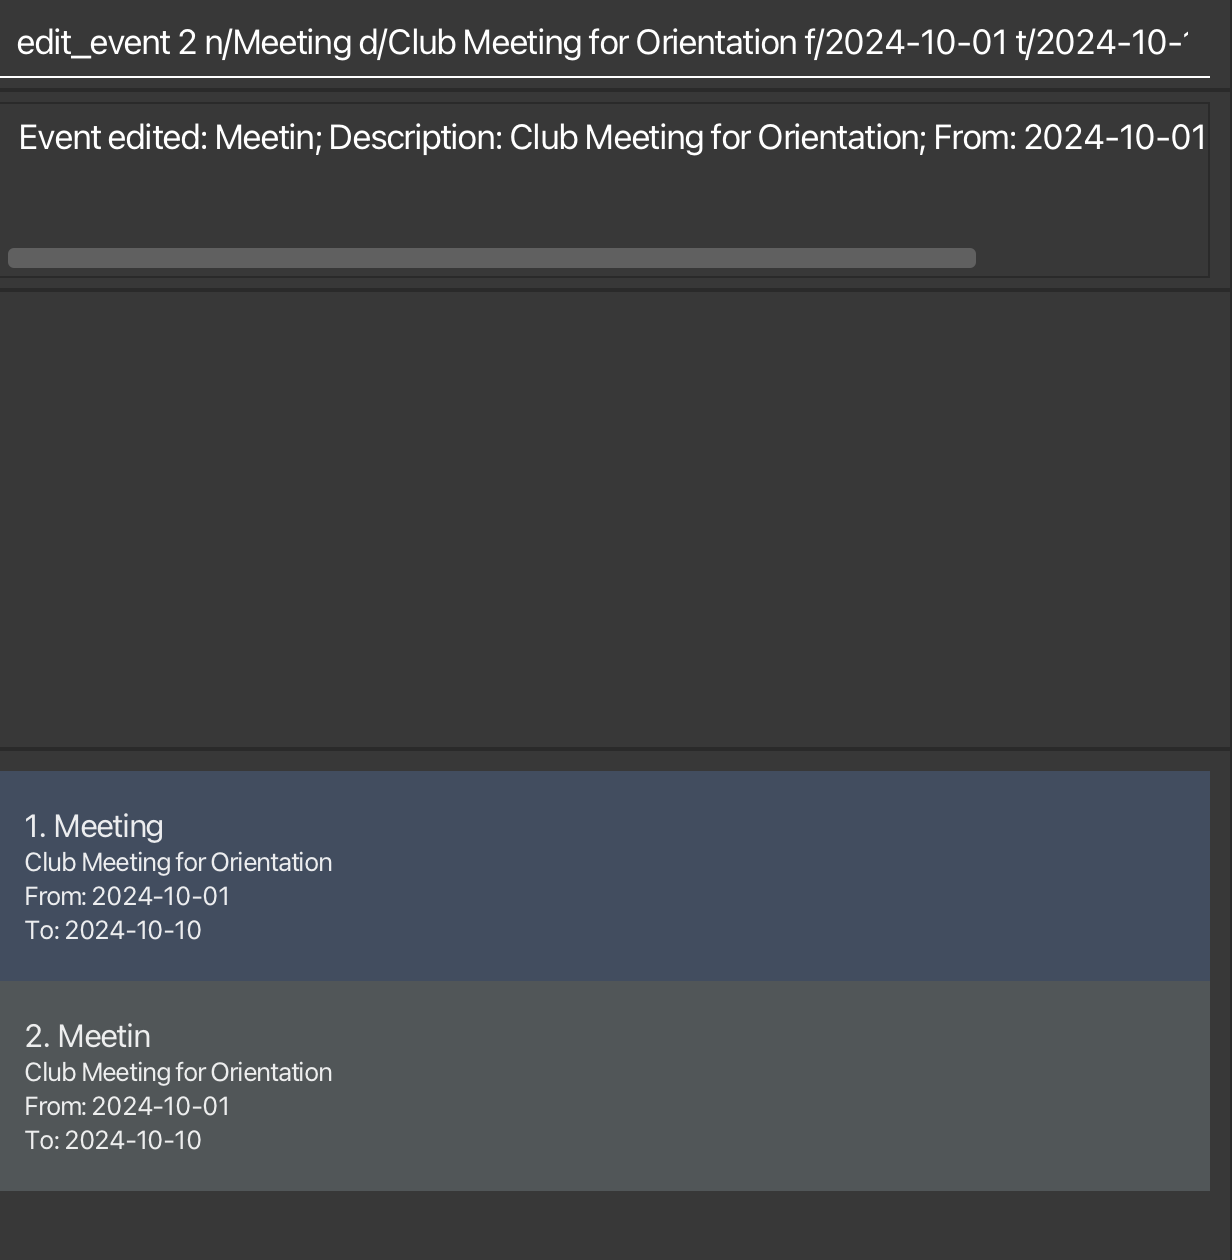 edit_event 2 n/Meeting d/Club Meeting for Orientation f/2024-10-01 t/2024-10-
Event edited: Meetin; Description: Club Meeting for Orientation; From: 2024-10-01
1. Meeting
Club Meeting for Orientation
From: 2024-10-01
To: 2024-10-10
2. Meetin
Club Meeting for Orientation
From: 2024-10-01
To: 2024-10-10